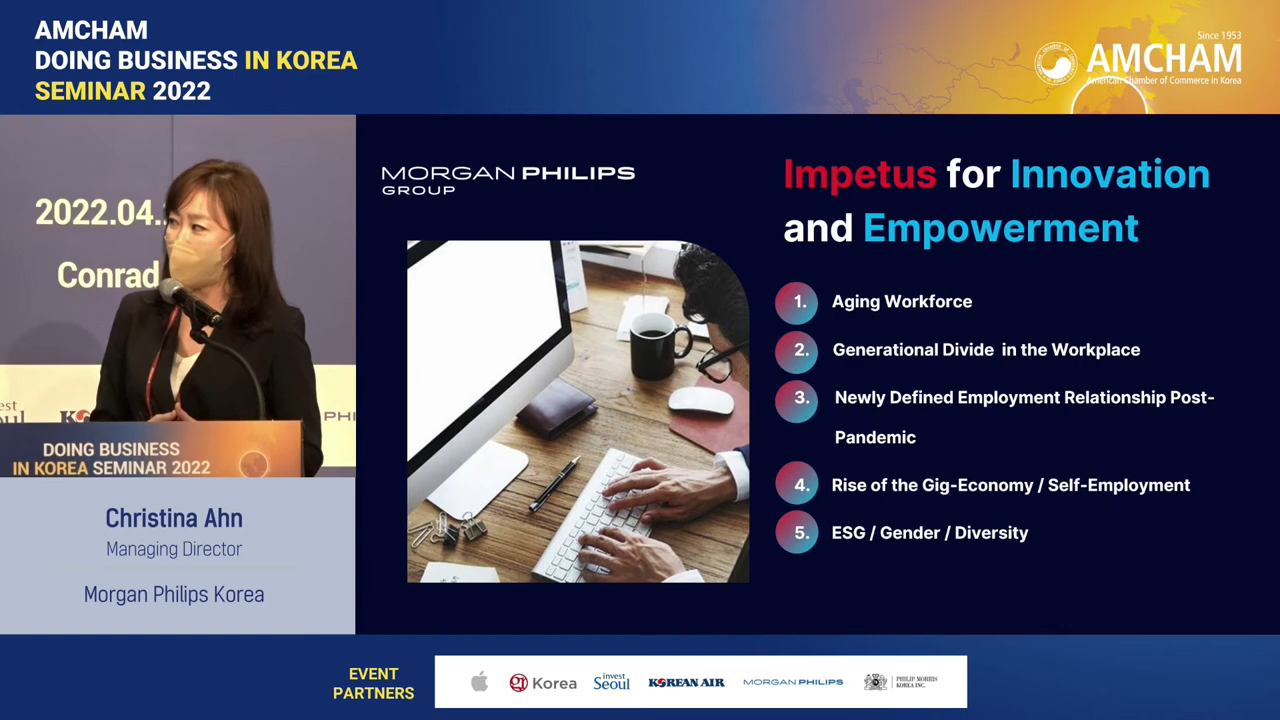 AMCHAM
DOING BUSINESS IN KOREA
SEMINAR 2022
Since 1953
AMCHAM
American Chamber of Commerce in Korea
2022.04.
Conrad
DOING BUSINESS
IN KOREA SEMINAR 2022
Christina Ahn
Managing Director
Morgan Philips Korea
MORGAN PHILIPS
GROUP
Impetus for Innovation
and Empowerment
1. Aging Workforce
2. Generational Divide in the Workplace
3. Newly Defined Employment Relationship Post-
Pandemic
4. Rise of the Gig-Economy / Self-Employment
5. ESG / Gender / Diversity
EVENT
PARTNERS
Korea
invest
Seoul
KOREAN AIR
MORGAN PHILIPS
PHILIP MORRIS
KOREA INC.